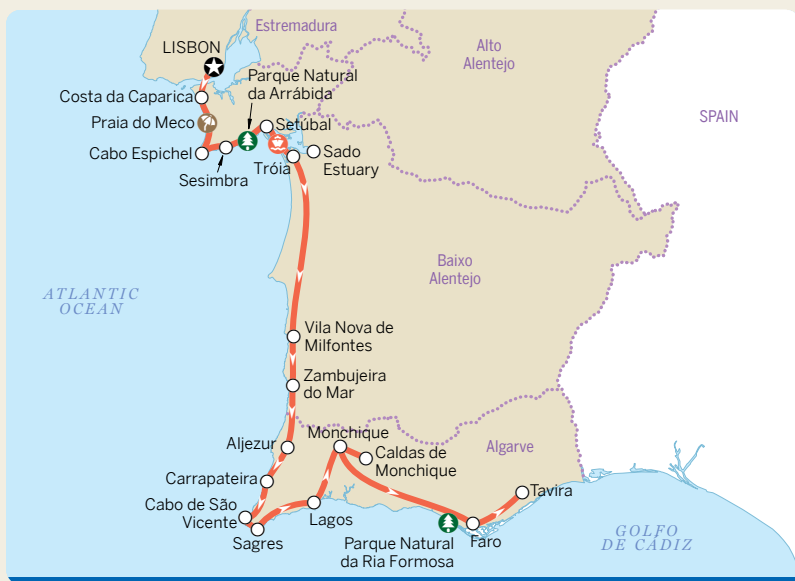 Estremadura
Alto
Alentejo
LISBON
Parque Natural
da Arrábida
Costa da Caparica
SPAIN
Praia do Meco
Setúbal
Cabo Espichel
Tróia
Sado
Estuary
Sesimbra
Baixo
Alentejo
ATLANTIC
OCEAN
Vila Nova de
Milfontes
Zambujeira
do Mar
Aljezur
Monchique
Algarve
Caldas de
Monchique
Carrapateira
Tavira
Cabo de São
Vicente
Lagos
Sagres
Parque Natural
da Ria Formosa
Faro
GOLFO
DE CÁDIZ